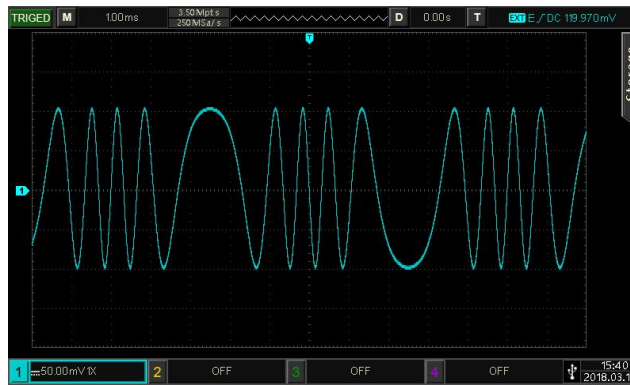 TRIGED M 1.00ms 3.50Mpts D 0.00s T EXT E DC 119.970mV
250MSa/s
T
Storage
1
1 50.00mV 1X 2 OFF 3 OFF 4 OFF 15:40
2018.03.1